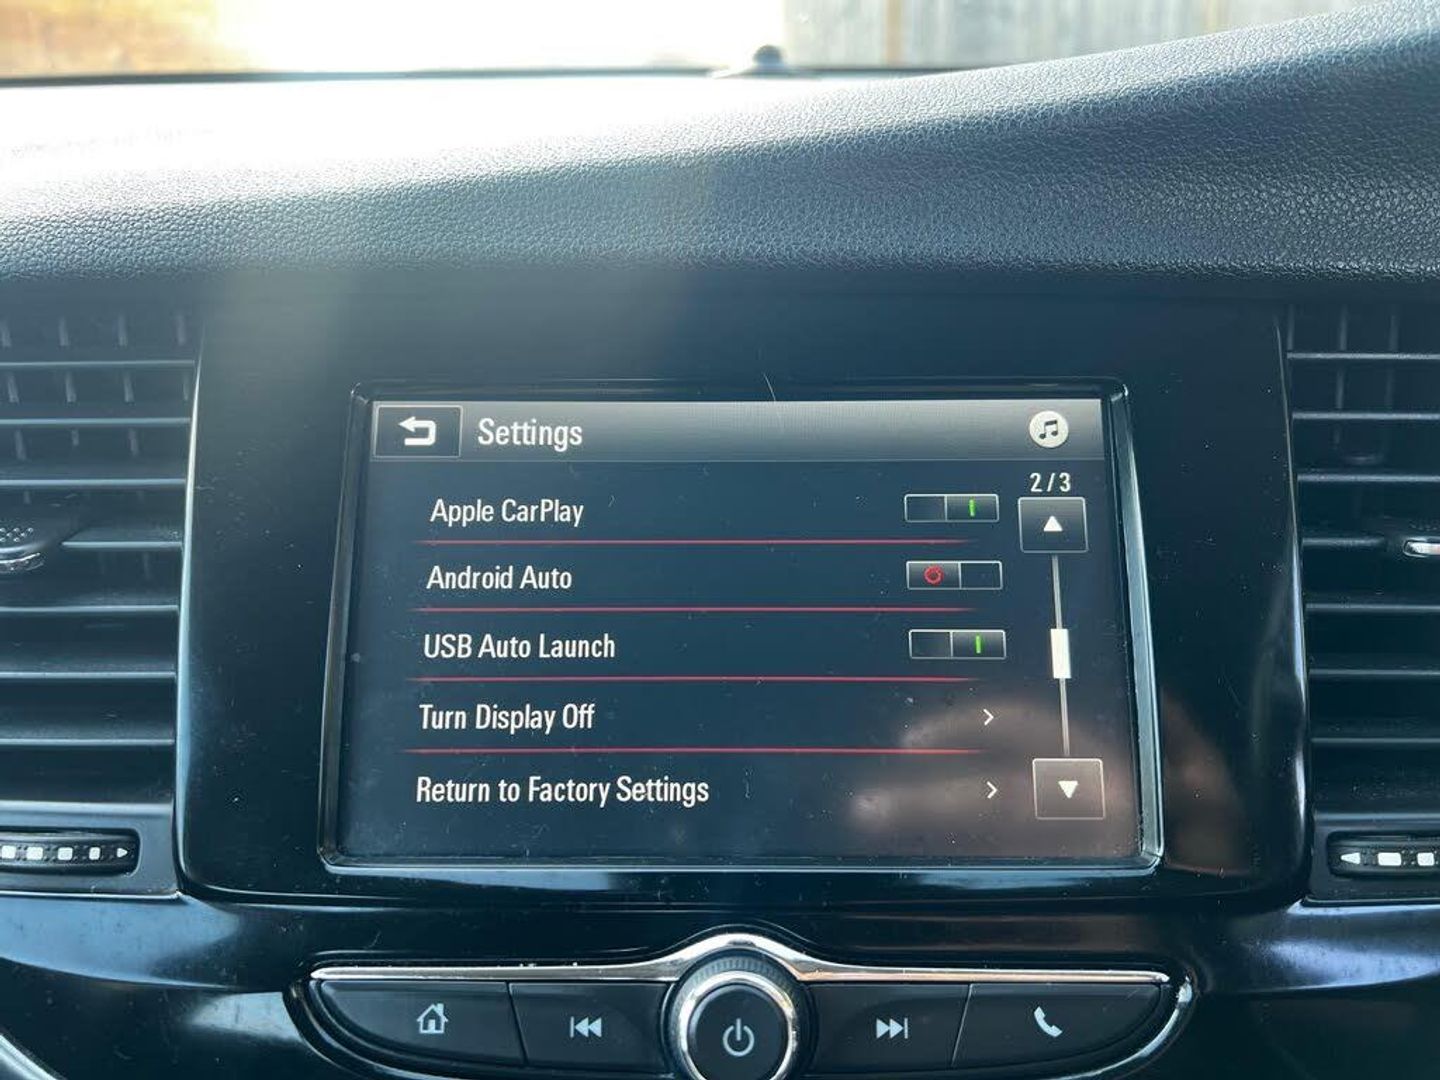 Settings
2/3
Apple CarPlay
Android Auto
USB Auto Launch
Turn Display Off
Return to Factory Settings